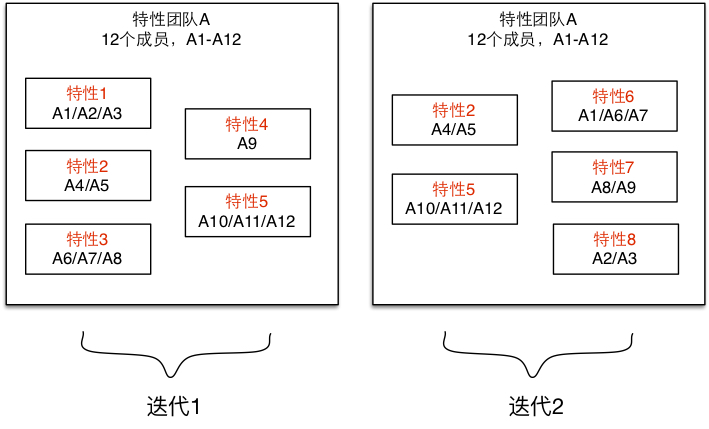 特性团队A
12个成员，A1-A12
特性1
A1/A2/A3
特性2
A4/A5
特性3
A6/A7/A8
特性4
A9
特性5
A10/A11/A12
迭代1
特性团队A
12个成员，A1-A12
特性2
A4/A5
特性5
A10/A11/A12
特性6
A1/A6/A7
特性7
A8/A9
特性8
A2/A3
迭代2